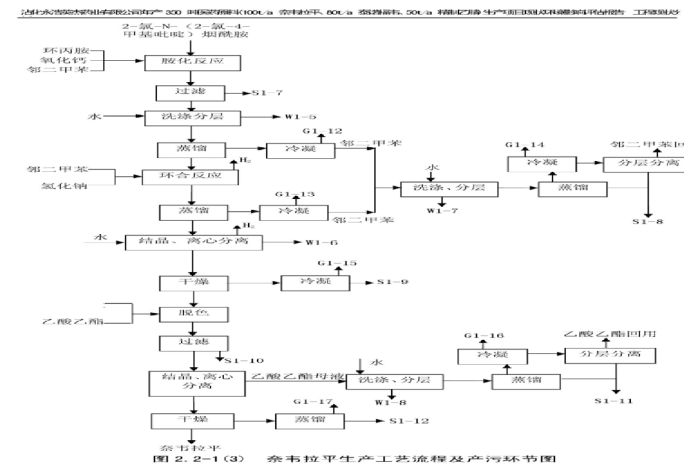 2-氯-N-（2-氯-4-
甲基吡啶）烟酰胺
环丙胺
氧化钙
邻二甲苯
胺化反应
过滤
S1-7
水
洗涤分层
W1-5
蒸馏
G1-12
冷凝
邻二甲苯
H₂
邻二甲苯
氢化钠
环合反应
蒸馏
G1-13
冷凝
邻二甲苯
水
洗涤、分层
W1-7
蒸馏
G1-14
冷凝
邻二甲苯回
分层分离
S1-8
H₂
水
结晶、离心分离
W1-6
干燥
G1-15
冷凝
S1-9
乙酸乙酯
脱色
过滤
S1-10
结晶、离心
分离
乙酸乙酯母液
水
洗涤、分层
W1-8
蒸馏
G1-16
冷凝
乙酸乙酯回用
分层分离
S1-11
干燥
G1-17
蒸馏
S1-12
奈韦拉平
图 2.2-1(3) 奈韦拉平生产工艺流程及产污环节图